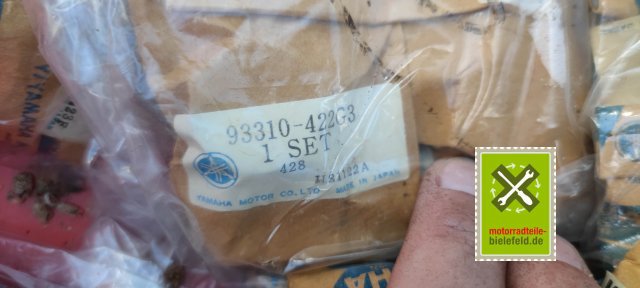 93310-422G3
1 SET
428
YAMAHA MOTOR CO., LTD. MADE IN JAPAN
motorradteile-
bielefeld.de